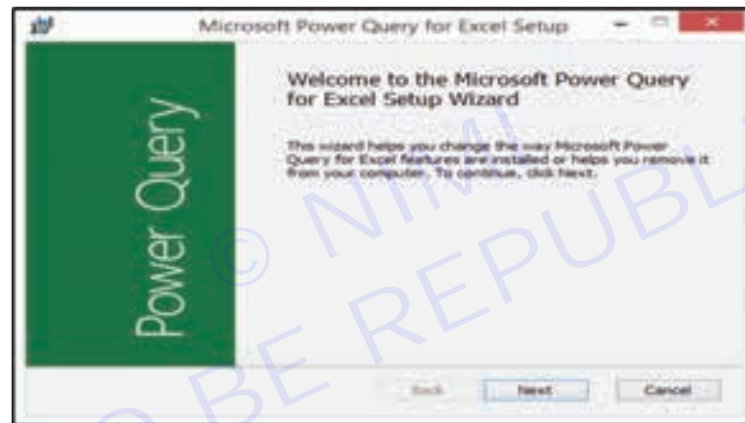 Microsoft Power Query for Excel Setup
Power Query
Welcome to the Microsoft Power Query
for Excel Setup Wizard
This wizard helps you change the way Microsoft Power
Query for Excel features are installed or helps you remove it
from your computer. To continue, click Next.
Back Next Cancel
© NIMI
O BE REPUBL